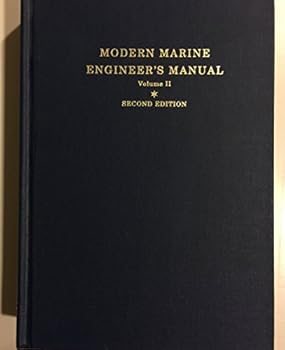 MODERN MARINE
ENGINEER'S MANUAL
Volume II
*
SECOND EDITION